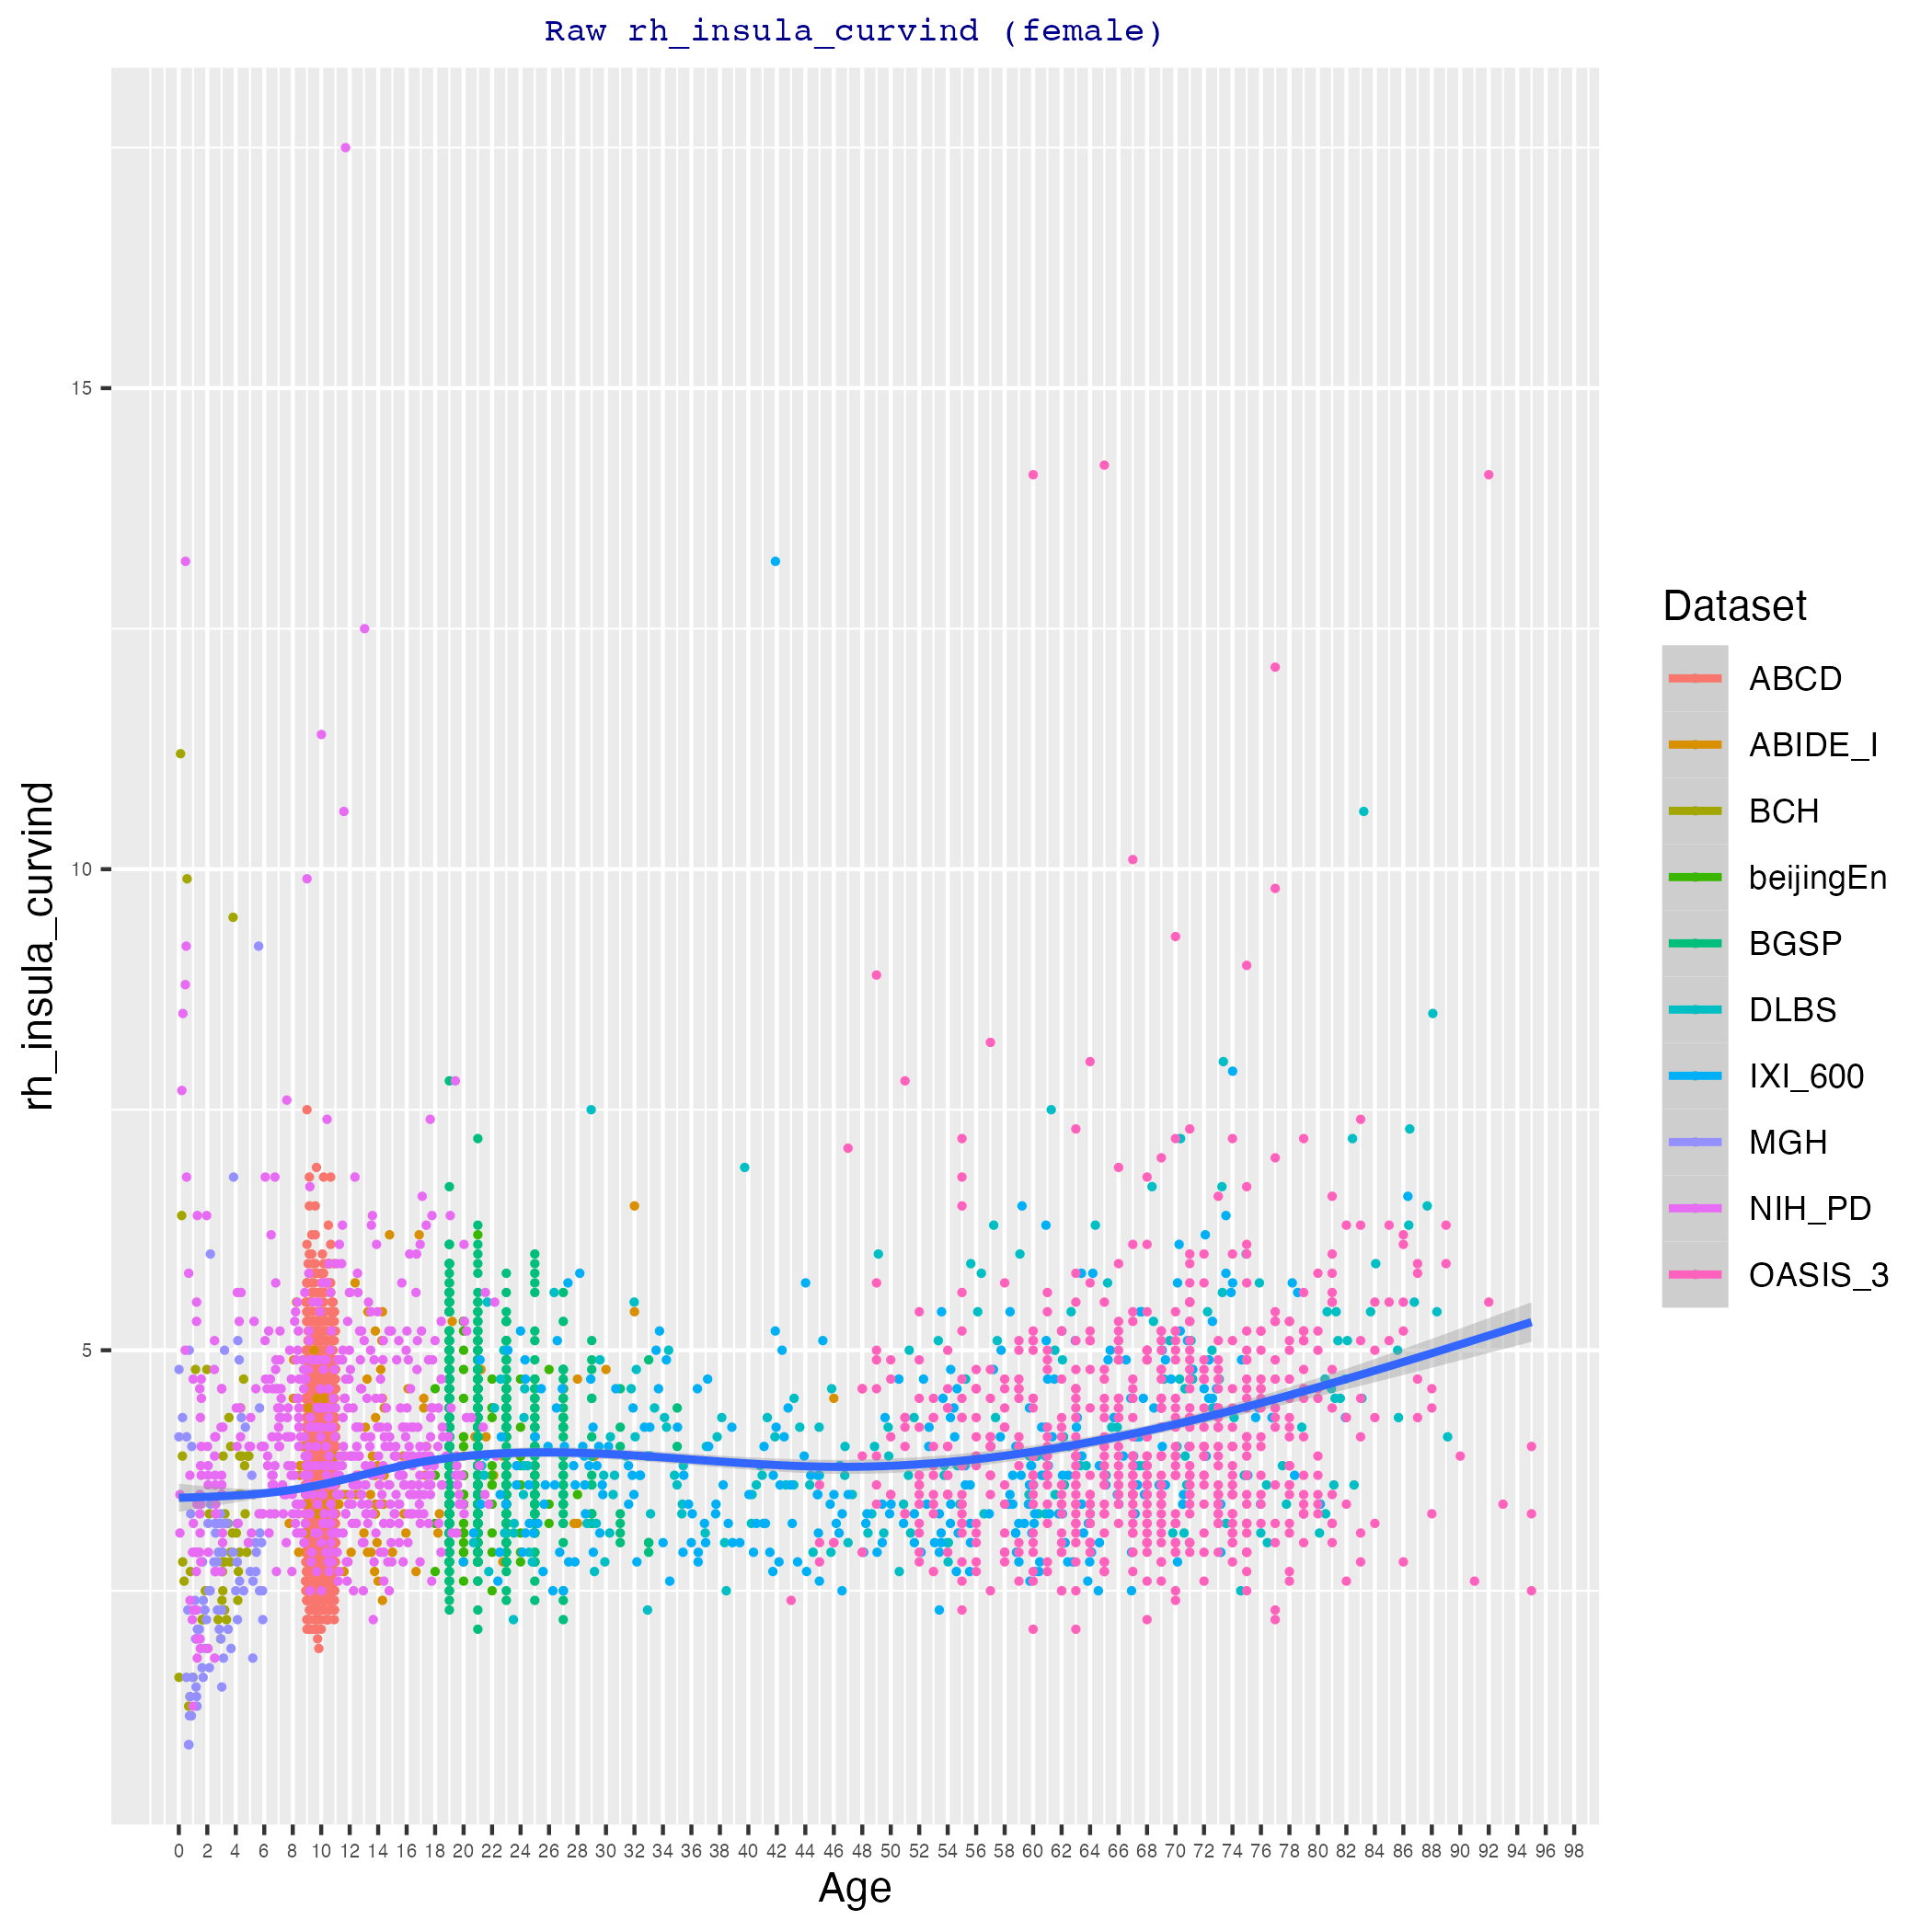 Raw rh_insula_curvind (female)
rh_insula_curvind
15
10
5
0 2 4 6 8 10 12 14 16 18 20 22 24 26 28 30 32 34 36 38 40 42 44 46 48 50 52 54 56 58 60 62 64 66 68 70 72 74 76 78 80 82 84 86 88 90 92 94 96 98
Age
Dataset
ABCD
ABIDE_I
BCH
beijingEn
BGSP
DLBS
IXI_600
MGH
NIH_PD
OASIS_3